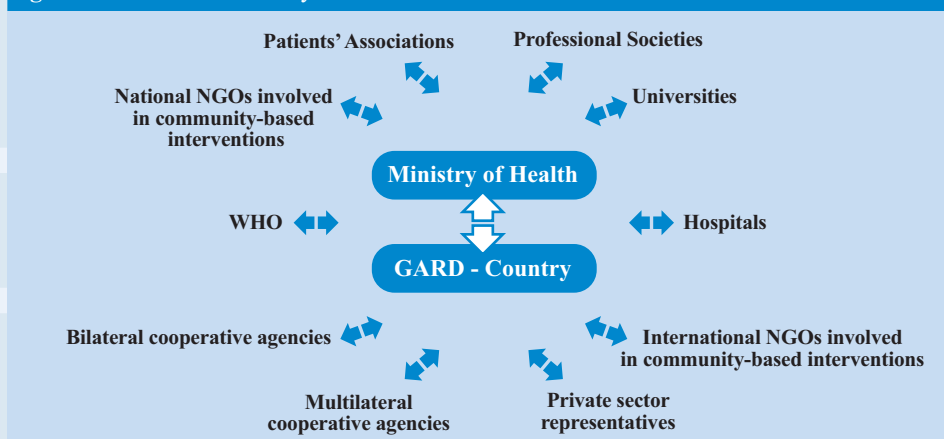 Patients' Associations
Professional Societies
National NGOs involved
in community-based
interventions
Universities
Ministry of Health
WHO
Hospitals
GARD - Country
Bilateral cooperative agencies
International NGOs involved
in community-based interventions
Multilateral
cooperative agencies
Private sector
representatives